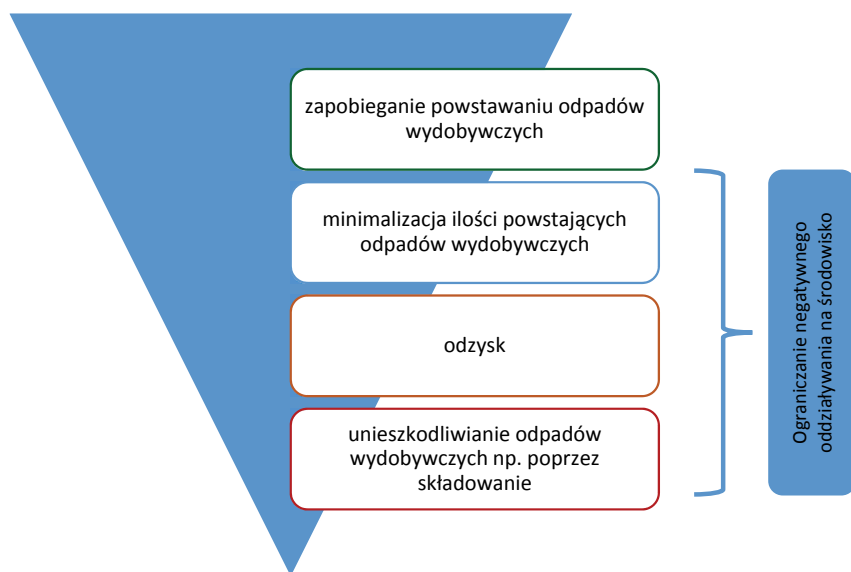 zapobieganie powstawaniu odpadów
wydobywczych
minimalizacja ilości powstających
odpadów wydobywczych
odzysk
unieszkodliwianie odpadów
wydobywczych np. poprzez
składowanie
Ograniczanie negatywnego
oddziaływania na środowisko